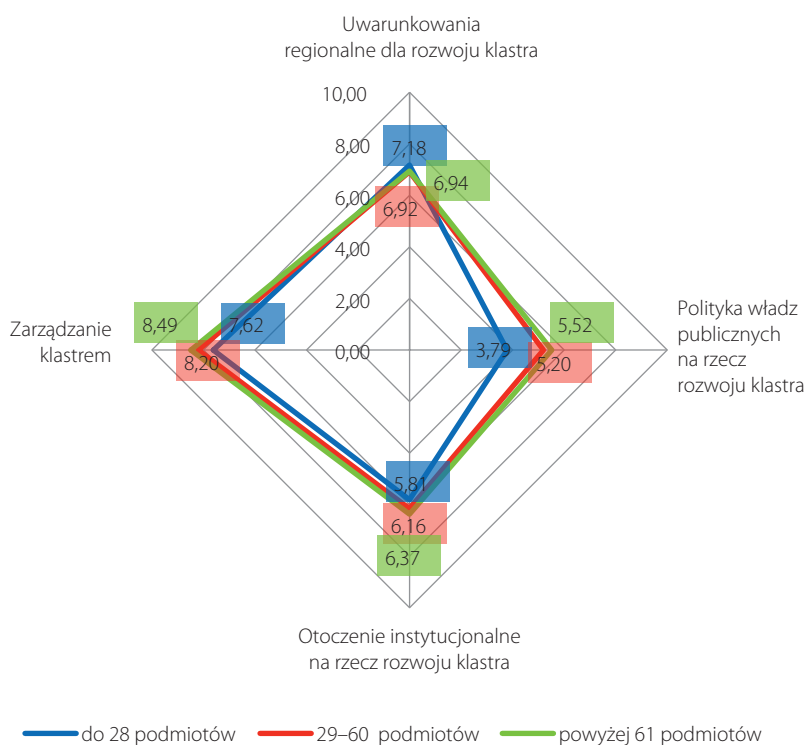 Uwarunkowania
regionalne dla rozwoju klastra
10,00
8,00
7,18
6,94
6,00
6,92
4,00
2,00
0,00
Zarządzanie
klastrem
8,49
7,62
8,20
3,79
5,52
5,20
Polityka władz
publicznych
na rzecz
rozwoju klastra
5,81
6,16
6,37
Otoczenie instytucjonalne
na rzecz rozwoju klastra
do 28 podmiotów 29–60 podmiotów powyżej 61 podmiotów